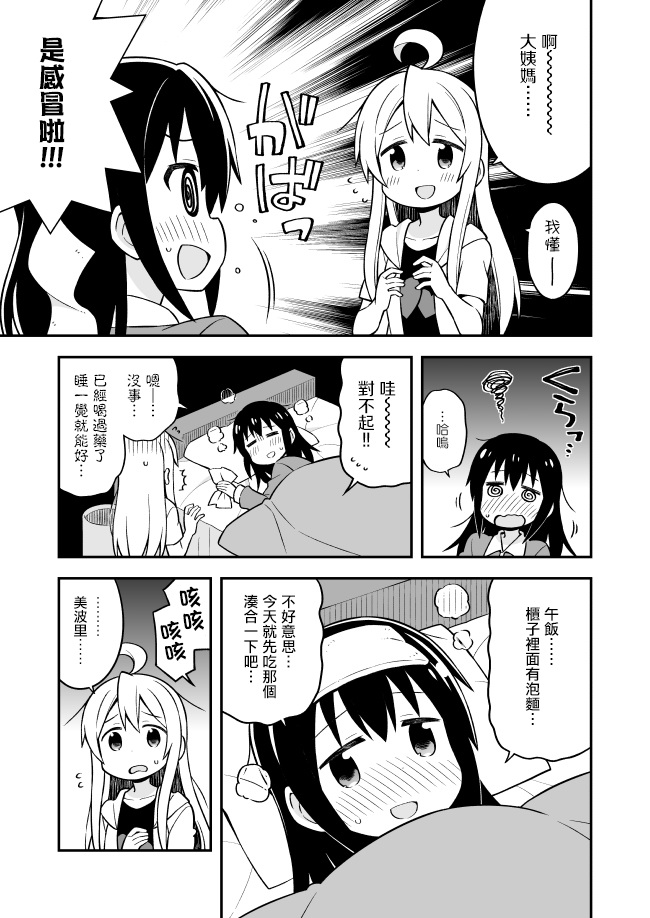 啊～～～～
大姨媽……
我懂——
がばっ
是感冒啦!!!
くらっ
…哈嗚
哇～～～
對不起!!
嗯—…
沒事…
已經喝過藥了
睡一覺就能好…
午飯……
櫃子裡面有泡麵…
不好意思…
今天就先吃那個
湊合一下吧…
咳咳
咳咳
………
美波里…